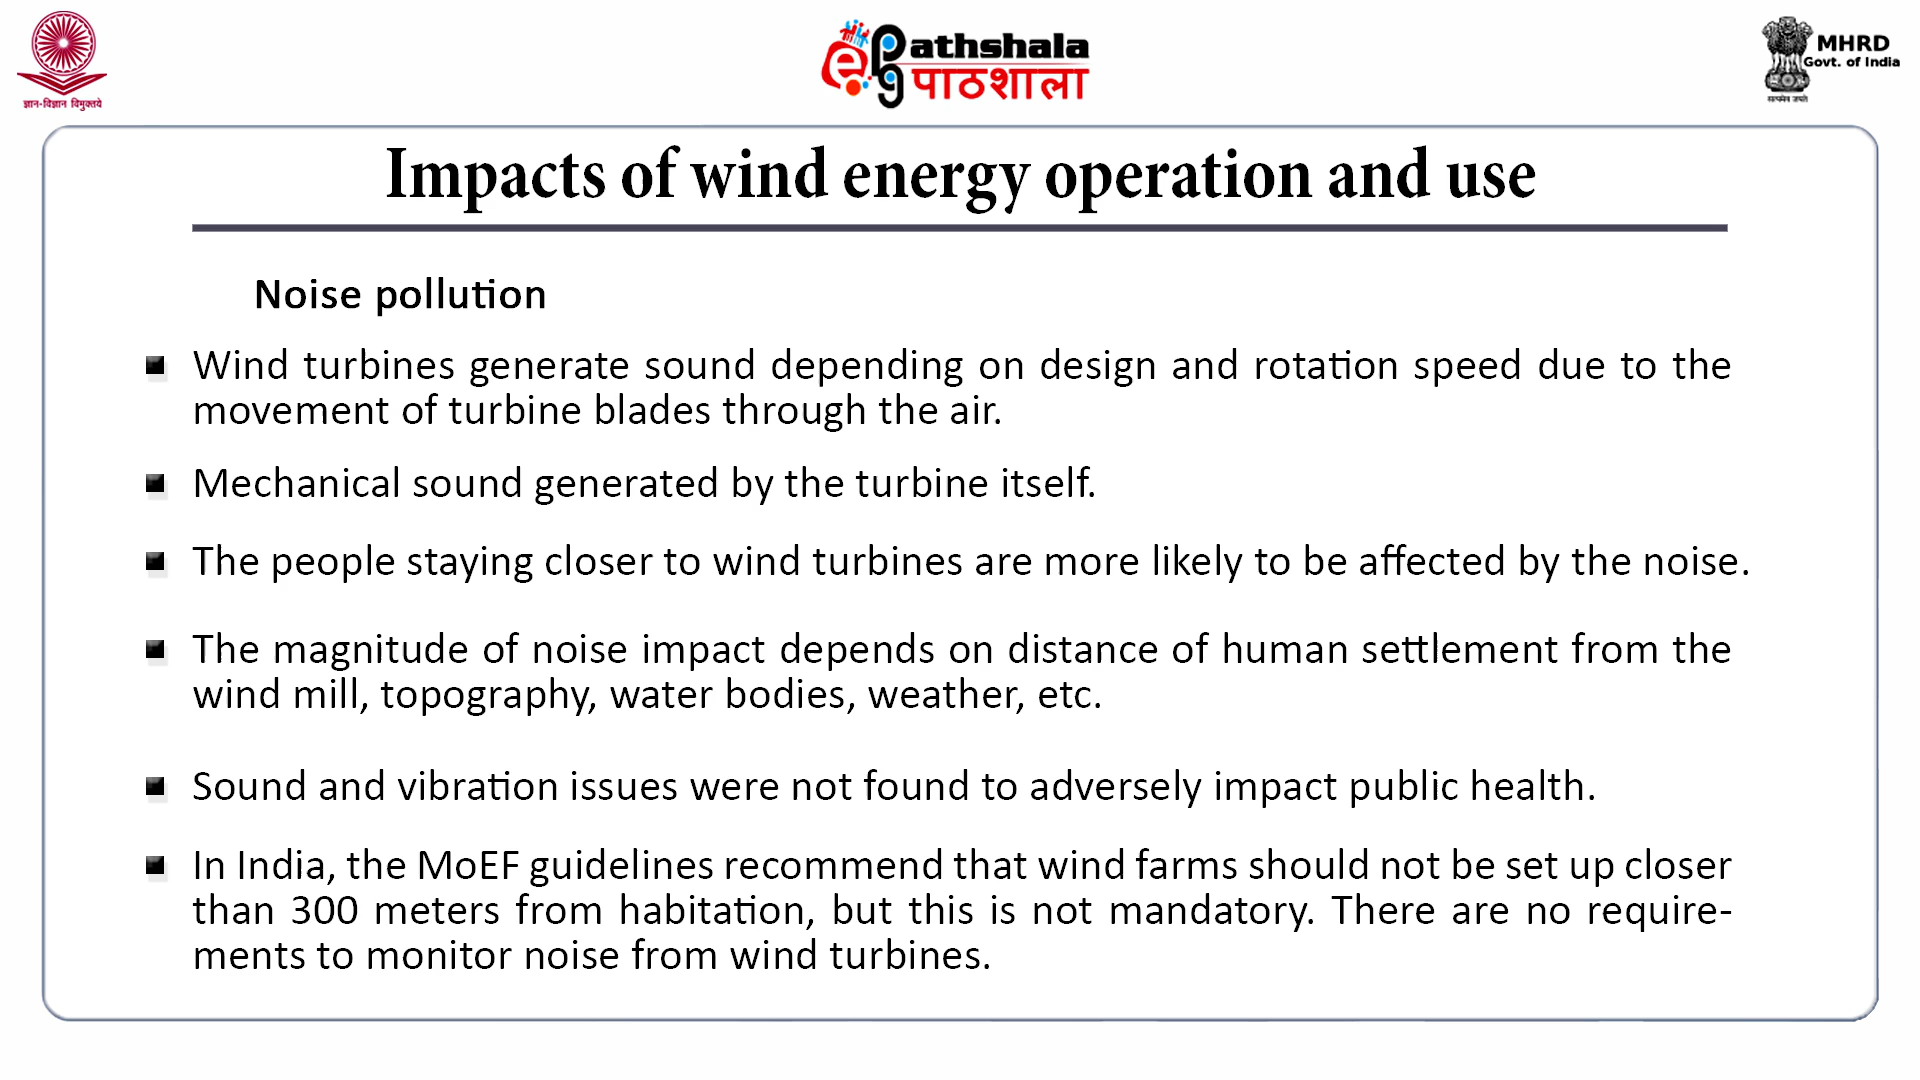 ज्ञान-विज्ञान विमुक्तये
ePathshala
पाठशाला
MHRD
Govt. of India
सत्यमेव जयते
Impacts of wind energy operation and use
Noise pollution
Wind turbines generate sound depending on design and rotation speed due to the
movement of turbine blades through the air.
Mechanical sound generated by the turbine itself.
The people staying closer to wind turbines are more likely to be affected by the noise.
The magnitude of noise impact depends on distance of human settlement from the
wind mill, topography, water bodies, weather, etc.
Sound and vibration issues were not found to adversely impact public health.
In India, the MoEF guidelines recommend that wind farms should not be set up closer
than 300 meters from habitation, but this is not mandatory. There are no require-
ments to monitor noise from wind turbines.